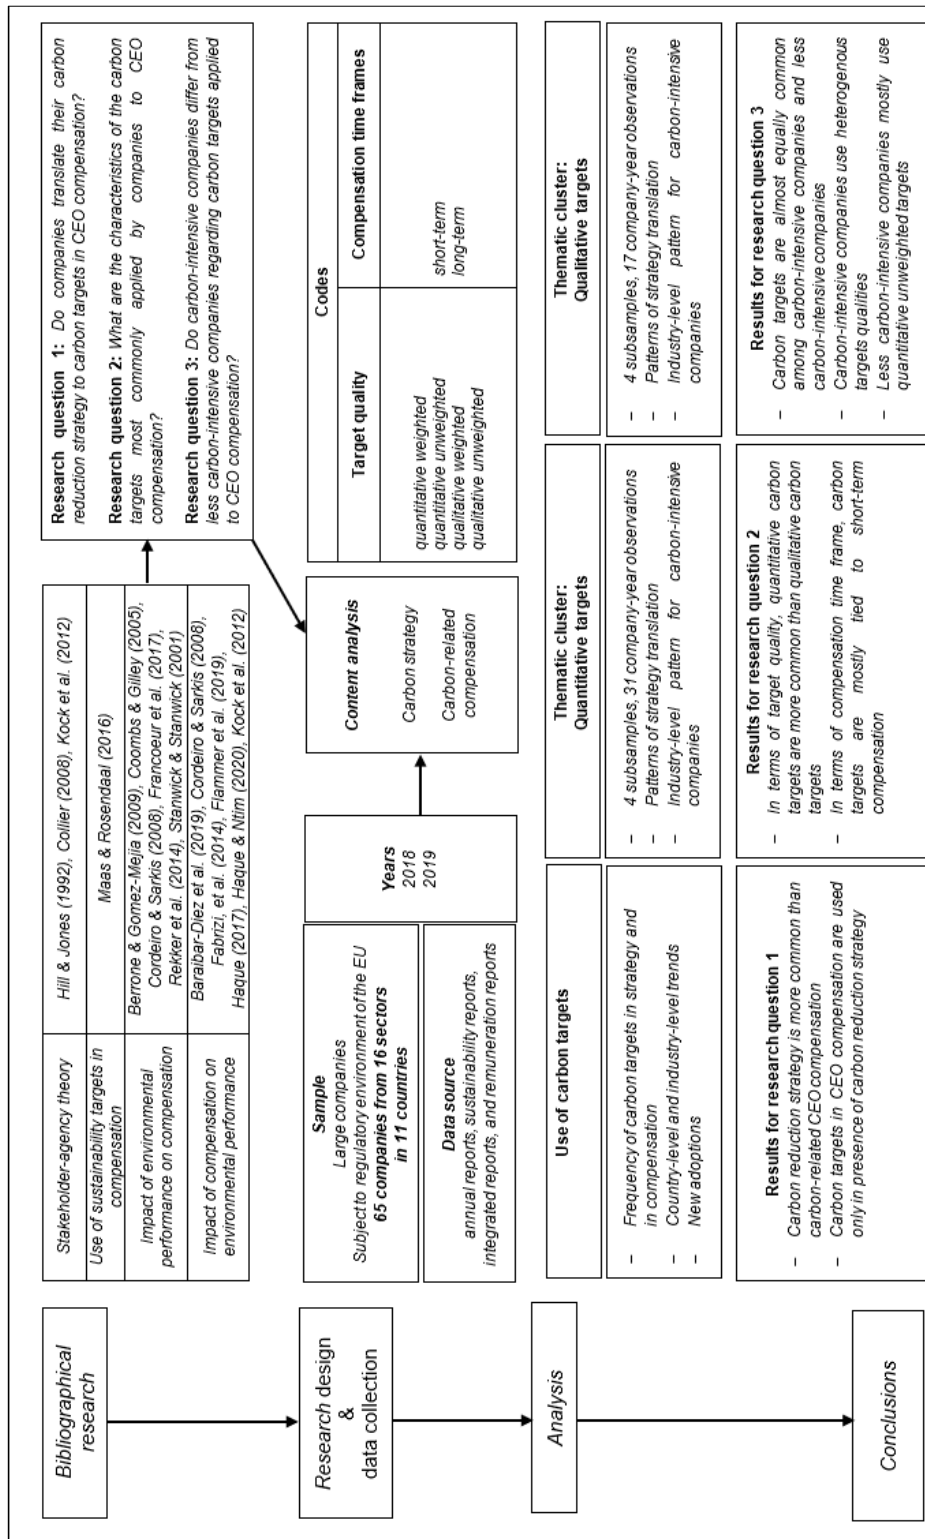 Bibliographical
research
Stakeholder-agency theory
Hill & Jones (1992), Collier (2008), Kock et al. (2012)
Use of sustainability targets in
compensation
Maas & Rosendaal (2016)
Impact of environmental
performance on compensation
Berrone & Gomez-Mejia (2009), Coombs & Gilley (2005),
Cordeiro & Sarkis (2008), Francoeur et al. (2017),
Rekker et al. (2014), Stanwick & Stanwick (2001)
Impact of compensation on
environmental performance
Baraibar-Diez et al. (2019), Cordeiro & Sarkis (2008),
Fabrizi, et al. (2014), Flammer et al. (2019),
Haque (2017), Haque & Ntim (2020), Kock et al. (2012)
Research question 1: Do companies translate their carbon
reduction strategy to carbon targets in CEO compensation?
Research question 2: What are the characteristics of the carbon
targets most commonly applied by companies to CEO
compensation?
Research question 3: Do carbon-intensive companies differ from
less carbon-intensive companies regarding carbon targets applied
to CEO compensation?
Research design
&
data collection
Sample
Large companies
Subject to regulatory environment of the EU
65 companies from 16 sectors
in 11 countries
Data source
annual reports, sustainability reports,
integrated reports, and remuneration reports
Years
2018
2019
Content analysis
Carbon strategy
Carbon-related
compensation
Codes
Target quality
Compensation time frames
quantitative weighted
quantitative unweighted
qualitative weighted
qualitative unweighted
short-term
long-term
Analysis
Use of carbon targets
– Frequency of carbon targets in strategy and
in compensation
– Country-level and industry-level trends
– New adoptions
Thematic cluster:
Quantitative targets
– 4 subsamples, 31 company-year observations
– Patterns of strategy translation
– Industry-level pattern for carbon-intensive
companies
Thematic cluster:
Qualitative targets
– 4 subsamples, 17 company-year observations
– Patterns of strategy translation
– Industry-level pattern for carbon-intensive
companies
Conclusions
Results for research question 1
– Carbon reduction strategy is more common than
carbon-related CEO compensation
– Carbon targets in CEO compensation are used
only in presence of carbon reduction strategy
Results for research question 2
– In terms of target quality, quantitative carbon
targets are more common than qualitative carbon
targets
– In terms of compensation time frame, carbon
targets are mostly tied to short-term
compensation
Results for research question 3
– Carbon targets are almost equally common
among carbon-intensive companies and less
carbon-intensive companies
– Carbon-intensive companies use heterogenous
targets qualities
– Less carbon-intensive companies mostly use
quantitative unweighted targets